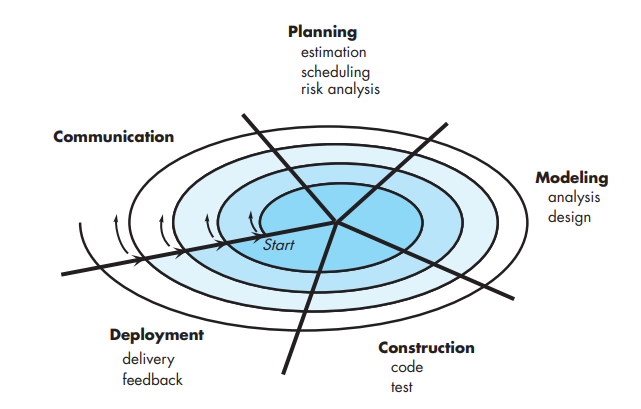 Planning
estimation
scheduling
risk analysis
Communication
Modeling
analysis
design
Start
Deployment
delivery
feedback
Construction
code
test